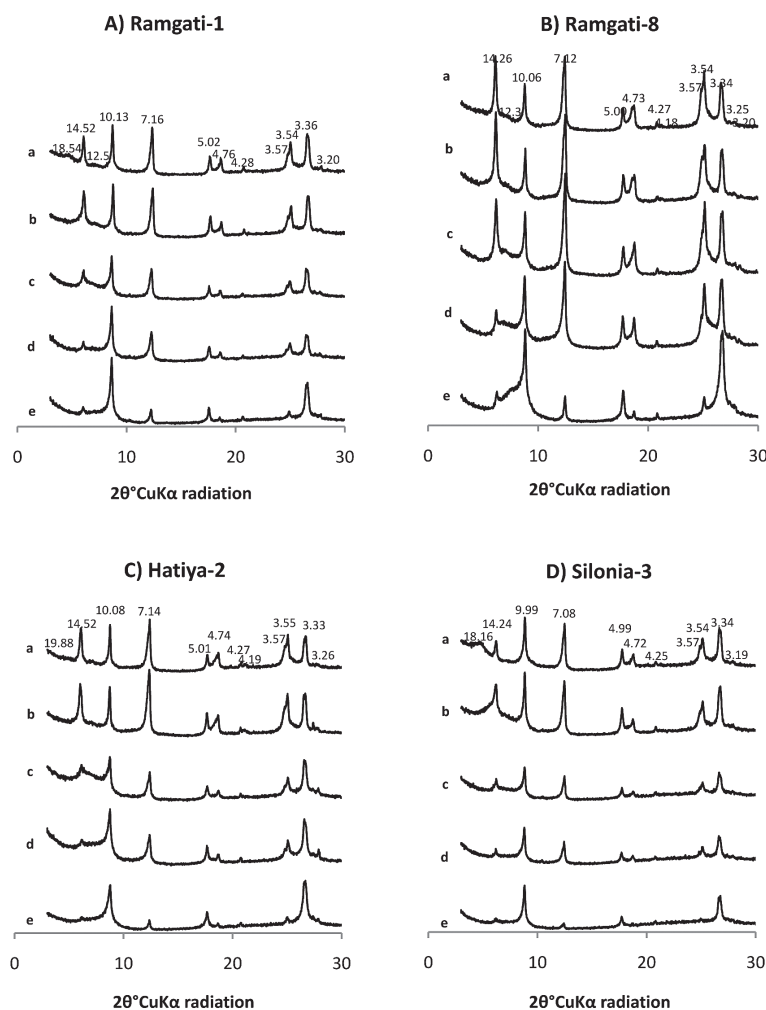 A) Ramgati-1
a
18.54
14.52
12.5
10.13
7.16
5.02
4.76
4.28
3.57
3.54
3.36
3.20
b
c
d
e
0 10 20 30
2θ°CuKα radiation
B) Ramgati-8
a
14.26
12.3
10.06
7.12
5.00
4.73
4.27
4.18
3.57
3.54
3.34
3.25
3.20
b
c
d
e
0 10 20 30
2θ°CuKα radiation
C) Hatiya-2
a
19.88
14.52
10.08
7.14
5.01
4.74
4.27
4.19
3.57
3.55
3.33
3.26
b
c
d
e
0 10 20 30
2θ°CuKα radiation
D) Silonia-3
a
18.16
14.24
9.99
7.08
4.99
4.72
4.25
3.57
3.54
3.34
3.19
b
c
d
e
0 10 20 30
2θ°CuKα radiation